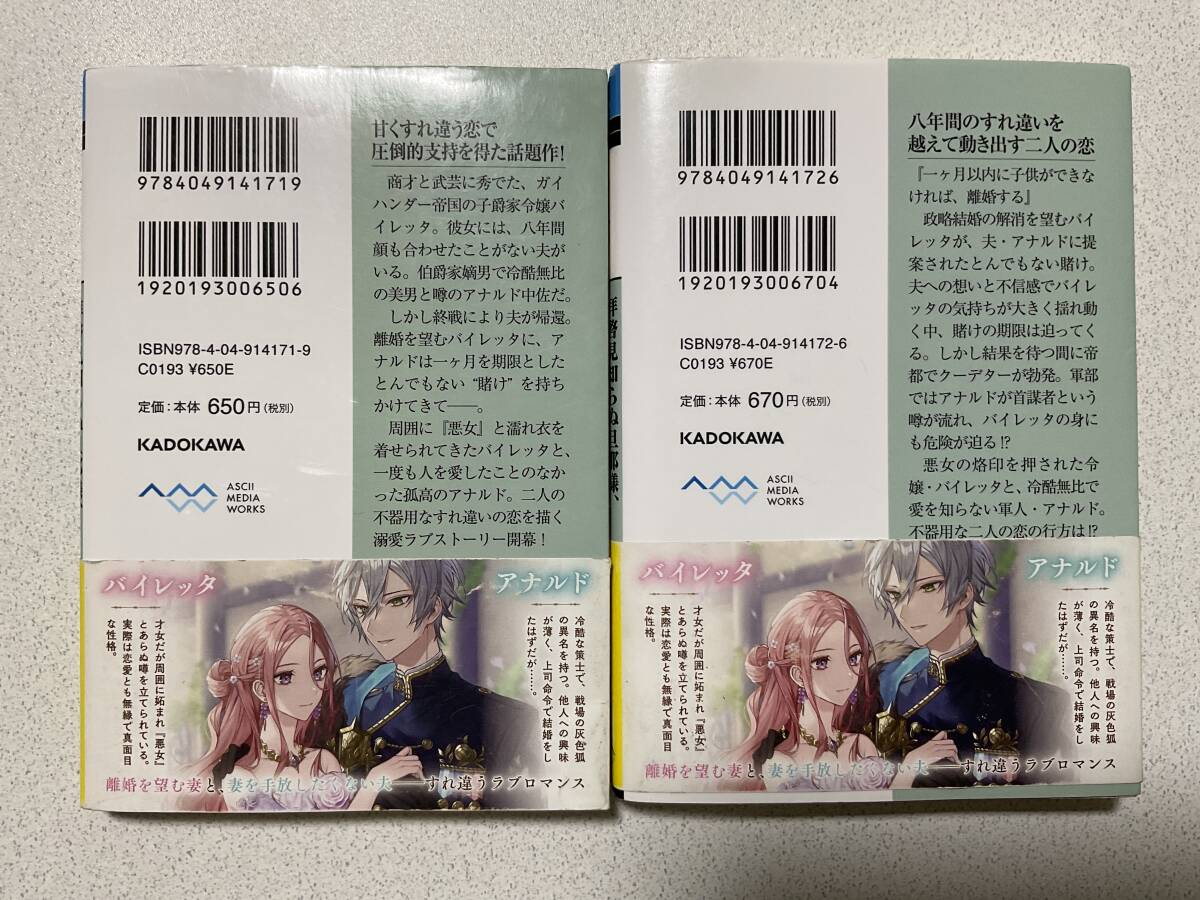 9784049141719
1920193006506
ISBN978-4-04-914171-9
C0193 ¥650E
定価:本体 650円(税別)
KADOKAWA
ASCII
MEDIA
WORKS
甘くすれ違う恋で
圧倒的支持を得た話題作!
商才と武芸に秀でた、ガイ
ハンダー帝国の子爵家令嬢バ
イレッタ。彼女には、八年間
顔も合わせたことがない夫が
いる。伯爵家嫡男で冷酷無比
の美男と噂のアナルド中佐だ。
しかし終戦により夫が帰還。
離婚を望むバイレッタに、ア
ナルドは一ヶ月を期限とした
とんでもない“賭け”を持ち
かけてきて――。
周囲に『悪女』と濡れ衣を
着せられてきたバイレッタと、
一度も人を愛したことのなか
った孤高のアナルド。二人の
不器用なすれ違いの恋を描く
溺愛ラブストーリー開幕!
バイレッタ
才女だが周囲に妬まれ『悪女』
とあらぬ噂を立てられている。
実際は恋愛とも無縁で真面目
な性格。
アナルド
冷酷な策士で、戦場の灰色狐
の異名を持つ。他人への興味
が薄く、上司命令で結婚をし
たはずだが……。
離婚を望む妻と、妻を手放したくない夫――すれ違うラブロマンス
拝啓見知らぬ旦那様、
9784049141726
1920193006704
ISBN978-4-04-914172-6
C0193 ¥670E
定価:本体 670円(税別)
KADOKAWA
ASCII
MEDIA
WORKS
八年間のすれ違いを
越えて動き出す二人の恋
『一ヶ月以内に子供ができな
ければ、離婚する』
政略結婚の解消を望むバイ
レッタが、夫・アナルドに提
案されたとんでもない賭け。
夫への想いと不信感でバイレ
ッタの気持ちが大きく揺れ動
く中、賭けの期限は迫ってく
る。しかし結果を待つ間に帝
都でクーデターが勃発。軍部
ではアナルドが首謀者という
噂が流れ、バイレッタの身に
も危険が迫る!?
悪女の烙印を押された令
嬢・バイレッタと、冷酷無比で
愛を知らない軍人・アナルド。
不器用な二人の恋の行方は!?
バイレッタ
才女だが周囲に妬まれ『悪女』
とあらぬ噂を立てられている。
実際は恋愛とも無縁で真面目
な性格。
アナルド
冷酷な策士で、戦場の灰色狐
の異名を持つ。他人への興味
が薄く、上司命令で結婚をし
たはずだが……。
離婚を望む妻と、妻を手放したくない夫――すれ違うラブロマンス